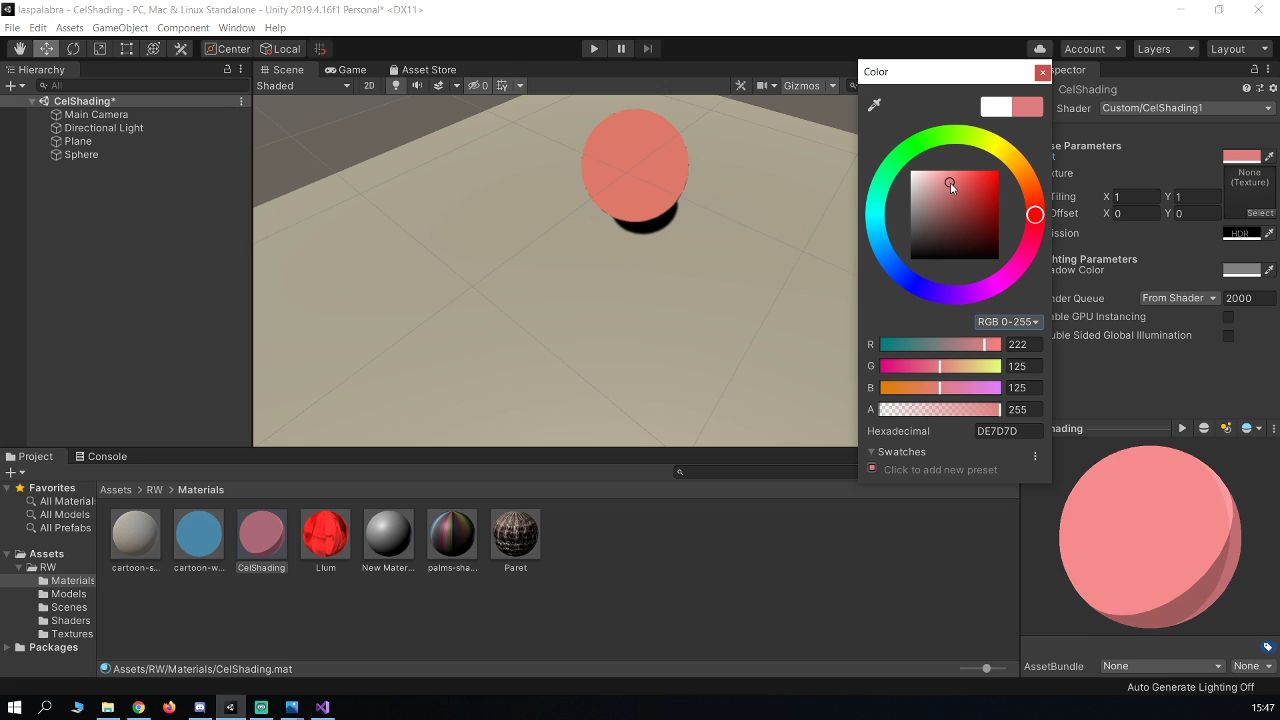 laspalabra - CelShading - PC, Mac & Linux Standalone - Unity 2019.4.16f1 Personal* <DX11>
File Edit Assets GameObject Component Window Help
Center Local Account Layers Layout
Hierarchy Scene Game Asset Store Color spector
All Shaded 2D 0 Gizmos
CelShading* CelShading
Main Camera Shader Custom/CelShading1
Directional Light
Plane
Sphere
se Parameters
t
xture None (Texture)
Tiling X 1 Y 1
Offset X 0 Y 0 Select
ission HDR
ghting Parameters
adow Color
nder Queue From Shader 2000
able GPU Instancing
uble Sided Global Illumination
RGB 0-255
R 222
G 125
B 125
A 255
Hexadecimal DE7D7D
Swatches
Click to add new preset
ading
Project Console
Favorites
All Material
All Models
All Prefabs
Assets
RW
Materials
Models
Scenes
Shaders
Textures
Packages
Assets > RW > Materials
cartoon-s... cartoon-w... CelShading Llum New Mater... palms-sha... Paret
Assets/RW/Materials/CelShading.mat
AssetBundle None None
Auto Generate Lighting Off
15:47